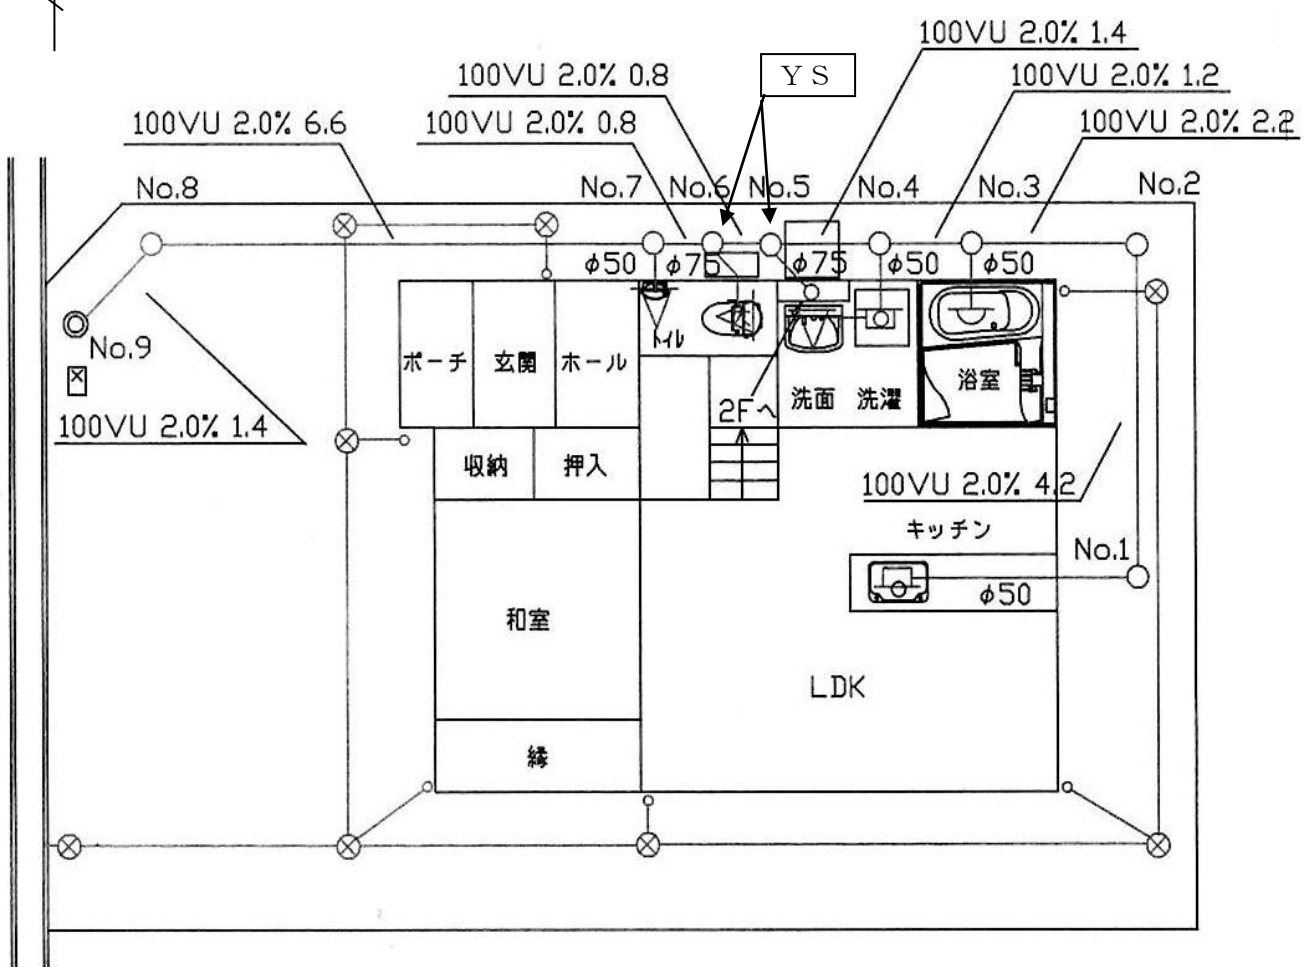 100VU 2.0% 1.4
YS
100VU 2.0% 0.8
100VU 2.0% 1.2
100VU 2.0% 6.6
100VU 2.0% 0.8
100VU 2.0% 2.2
No.8
No.7
No.6
No.5
No.4
No.3
No.2
φ50
φ75
φ75
φ50
φ50
No.9
トイル
ポーチ
玄関
ホール
浴室
2Fへ
洗面
洗濯
100VU 2.0% 1.4
収納
押入
100VU 2.0% 4.2
キッチン
No.1
φ50
和室
LDK
縁